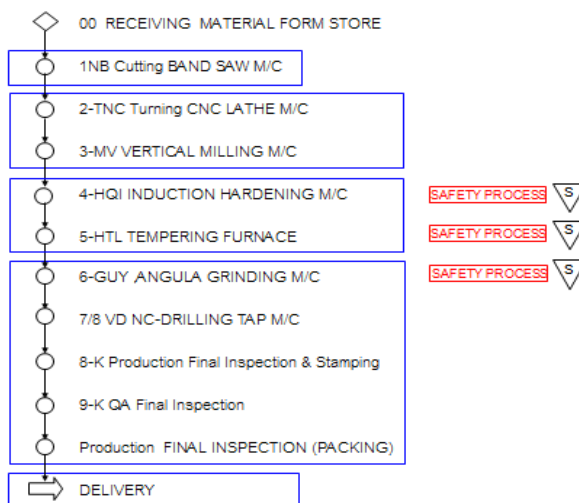 00 RECEIVING MATERIAL FORM STORE
1NB Cutting BAND SAW M/C
2-TNC Turning CNC LATHE M/C
3-MV VERTICAL MILLING M/C
4-HQI INDUCTION HARDENING M/C SAFETY PROCESS S
5-HTL TEMPERING FURNACE SAFETY PROCESS S
6-GUY ,ANGULA GRINDING M/C SAFETY PROCESS S
7/8 VD NC-DRILLING TAP M/C
8-K Production Final Inspection & Stamping
9-K QA Final Inspection
Production FINAL INSPECTION (PACKING)
DELIVERY